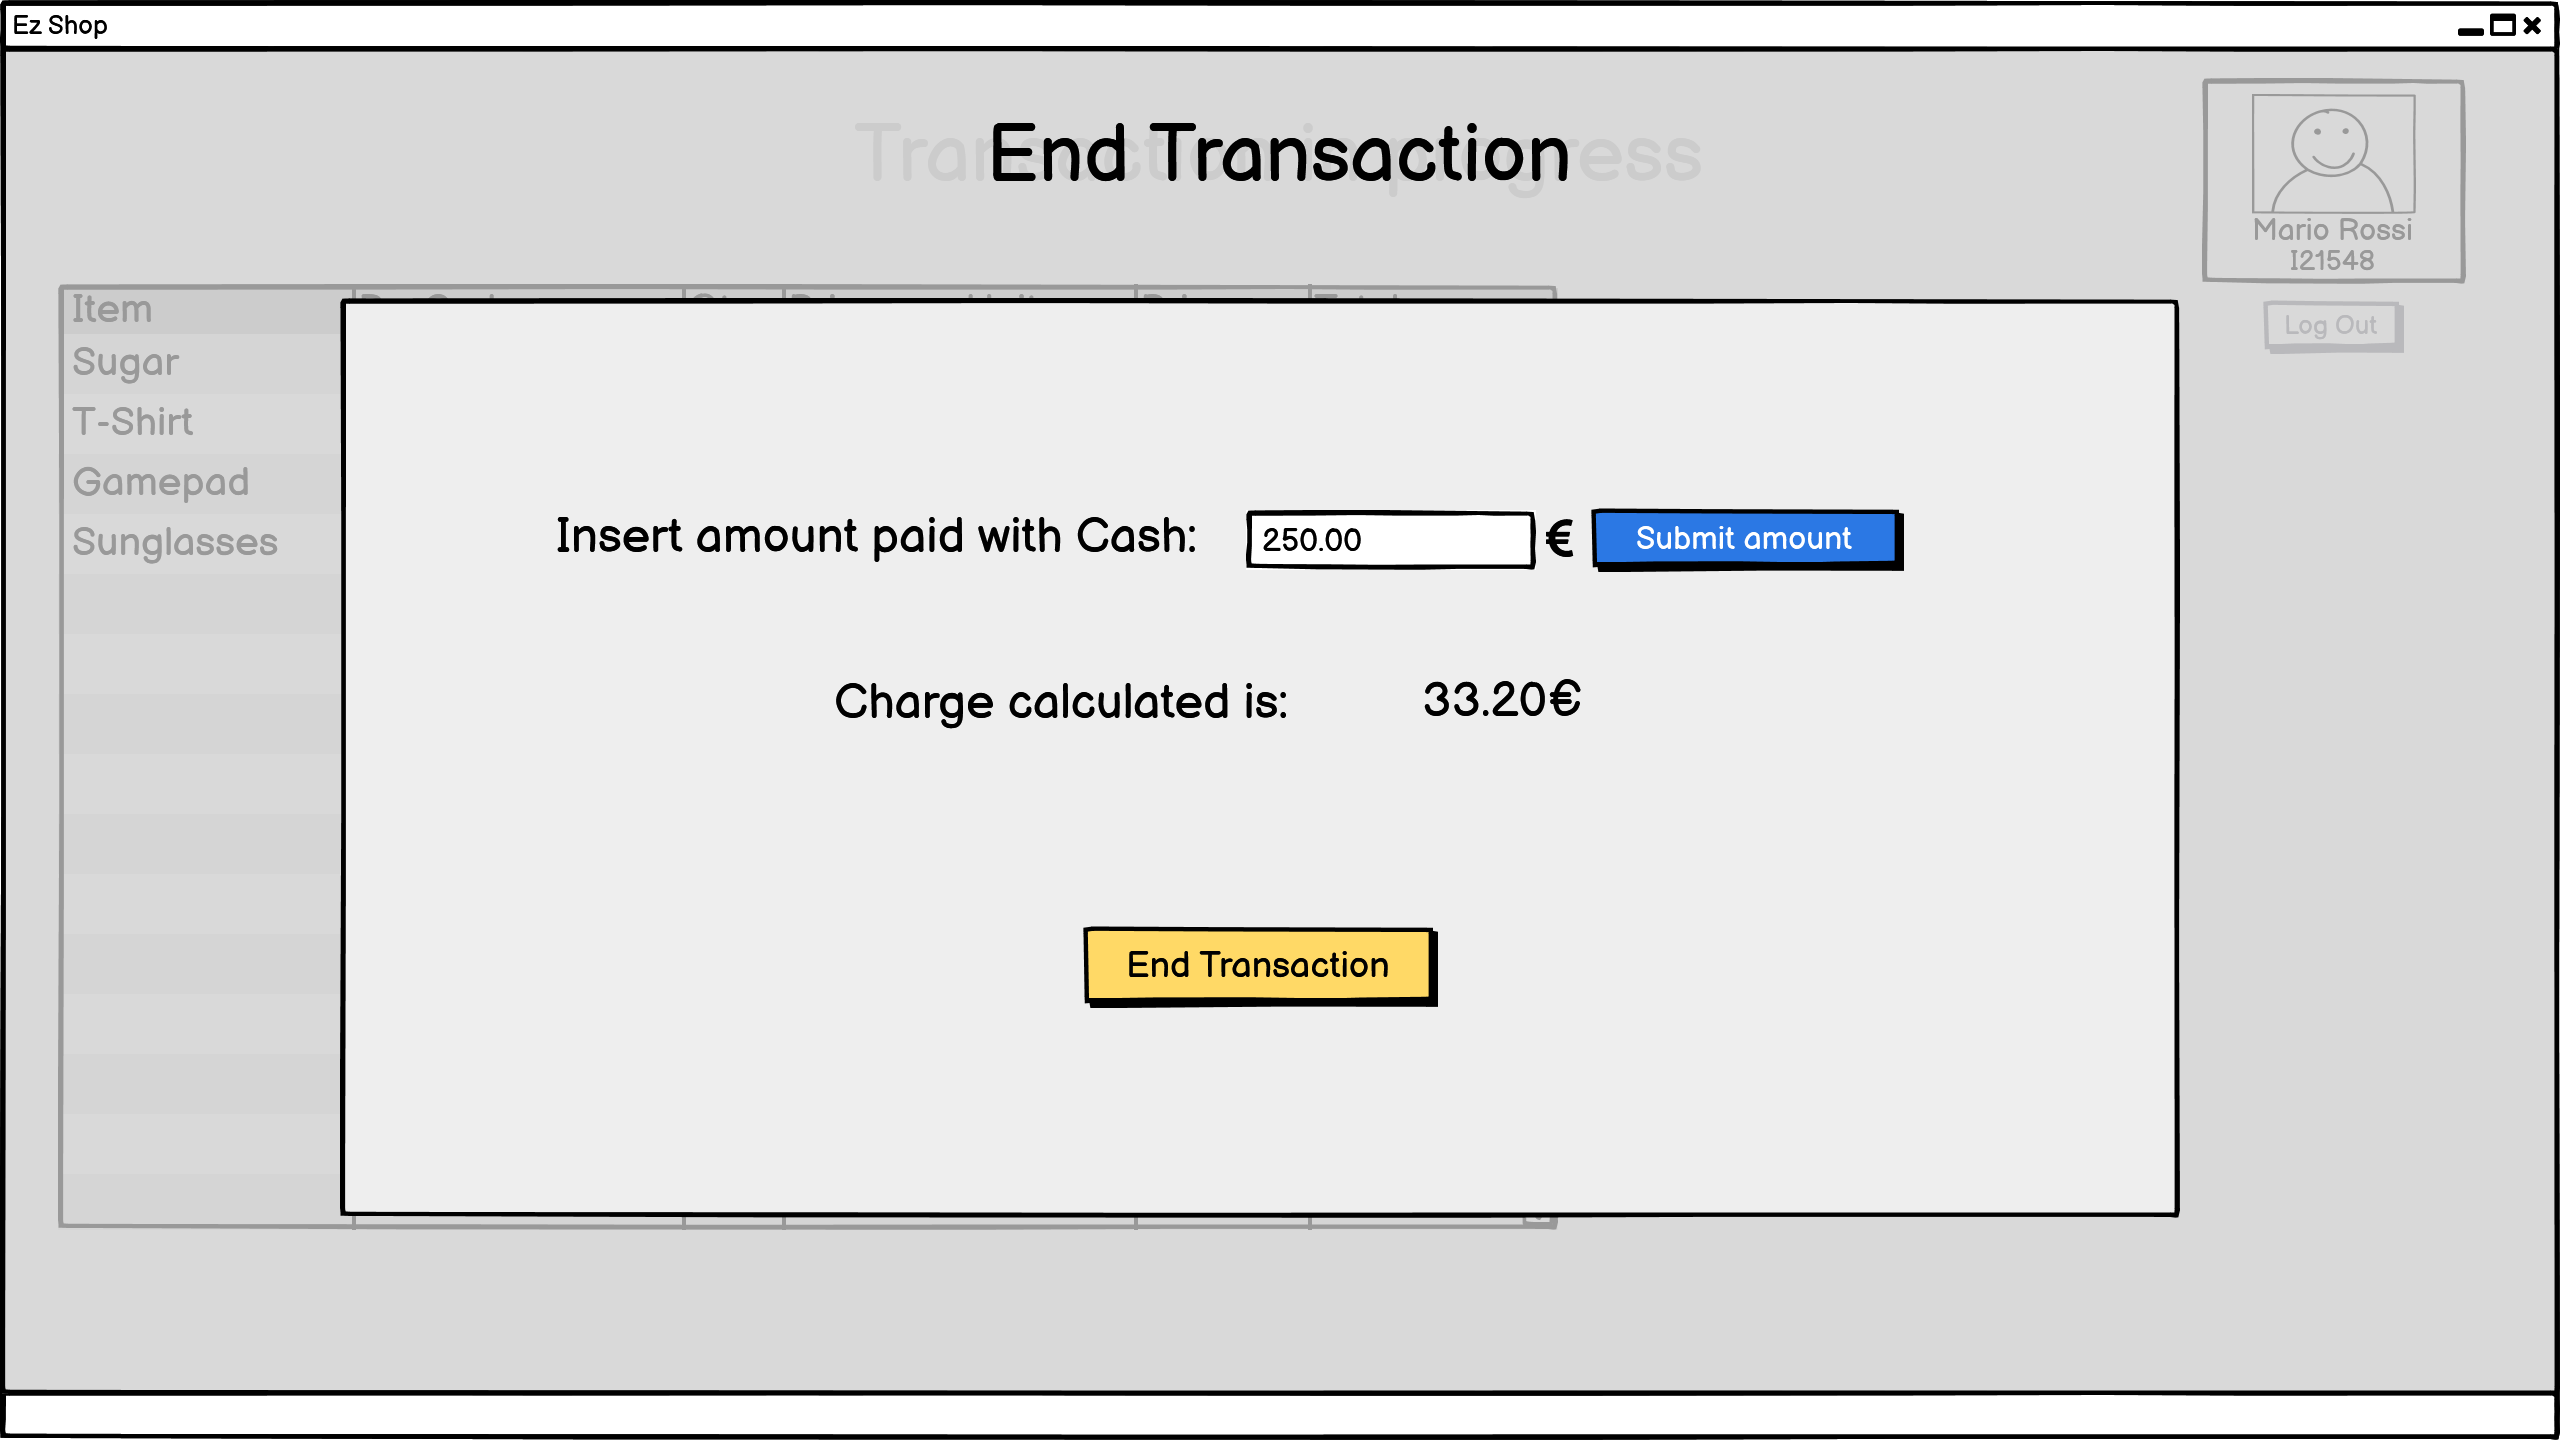 Ez Shop
End Transaction
Mario Rossi
I21548
Log Out
Item
Sugar
T-Shirt
Gamepad
Sunglasses
Insert amount paid with Cash: 250.00 € Submit amount
Charge calculated is: 33.20€
End Transaction